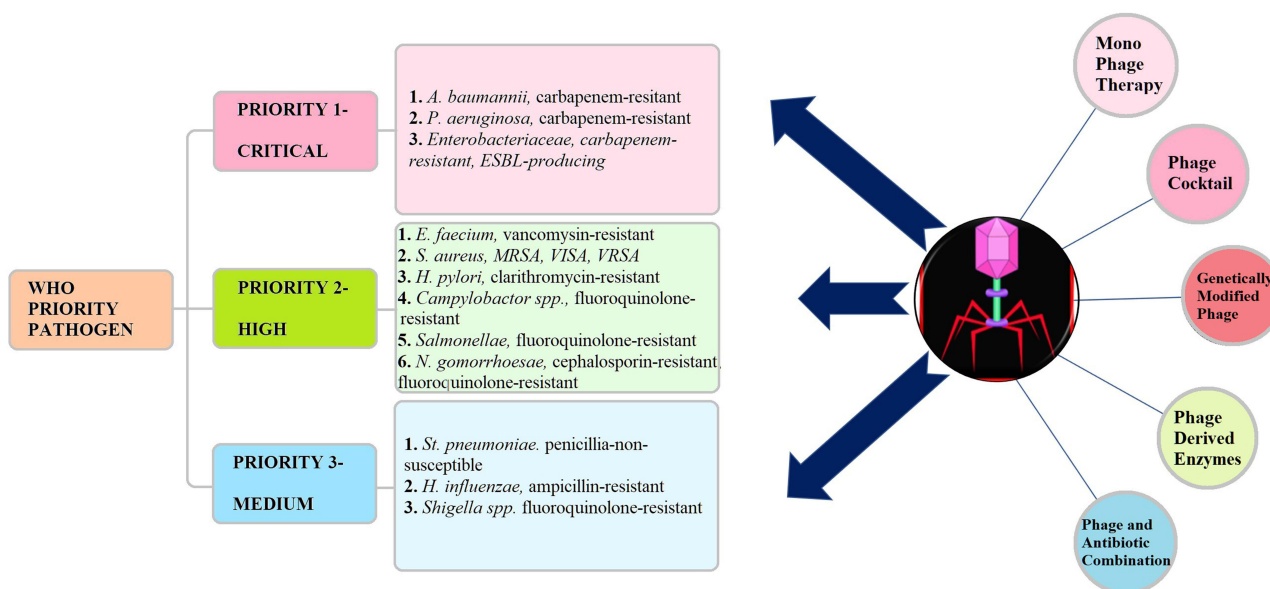 WHO
PRIORITY
PATHOGEN
PRIORITY 1-
CRITICAL
1. A. baumannii, carbapenem-resitant
2. P. aeruginosa, carbapenem-resistant
3. Enterobacteriaceae, carbapenem-
resistant, ESBL-producing
PRIORITY 2-
HIGH
1. E. faecium, vancomysin-resistant
2. S. aureus, MRSA, VISA, VRSA
3. H. pylori, clarithromycin-resistant
4. Campylobactor spp., fluoroquinolone-
resistant
5. Salmonellae, fluoroquinolone-resistant
6. N. gomorrhoesae, cephalosporin-resistant,
fluoroquinolone-resistant
PRIORITY 3-
MEDIUM
1. St. pneumoniae. penicillia-non-
susceptible
2. H. influenzae, ampicillin-resistant
3. Shigella spp. fluoroquinolone-resistant
Mono
Phage
Therapy
Phage
Cocktail
Genetically
Modified
Phage
Phage
Derived
Enzymes
Phage and
Antibiotic
Combination